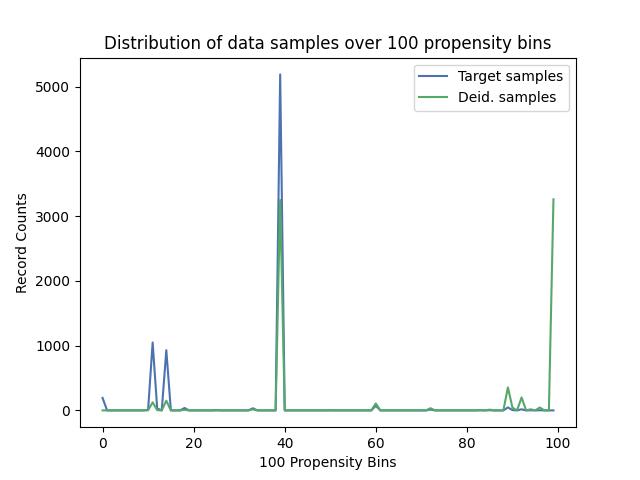 Distribution of data samples over 100 propensity bins
Target samples
Deid. samples
Record Counts
5000
4000
3000
2000
1000
0
0 20 40 60 80 100
100 Propensity Bins